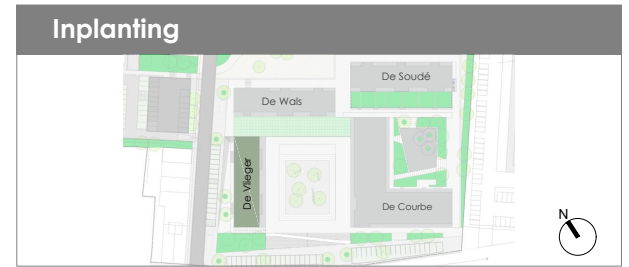 Inplanting
De Soudé
De Wals
De Vlieger
De Courbe
N